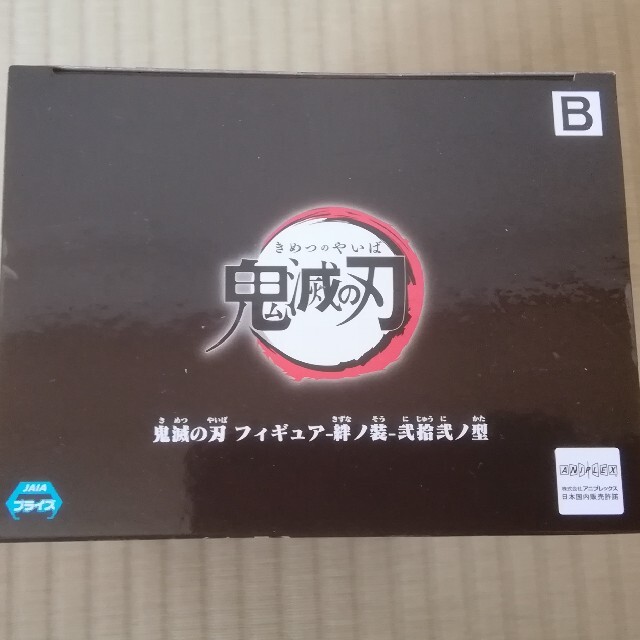 B
きめつのやいば
鬼滅の刃
きめつ やいば きずな そう に じゅう に かた
鬼滅の刃 フィギュア-絆ノ装-弐拾弐ノ型
JAIA
プライズ
ANIPLEX
株式会社アニプレックス
日本国内販売許諾